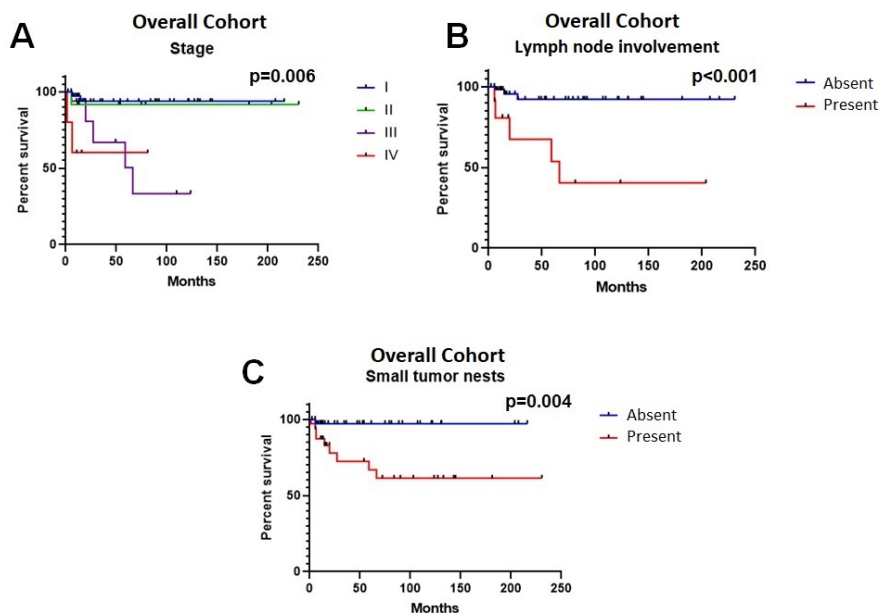 A
Overall Cohort
Stage
p=0.006
I
II
III
IV
100
50
0
Percent survival
0 50 100 150 200 250
Months
B
Overall Cohort
Lymph node involvement
p<0.001
Absent
Present
100
50
0
Percent survival
0 50 100 150 200 250
Months
C
Overall Cohort
Small tumor nests
p=0.004
Absent
Present
100
50
0
Percent survival
0 50 100 150 200 250
Months